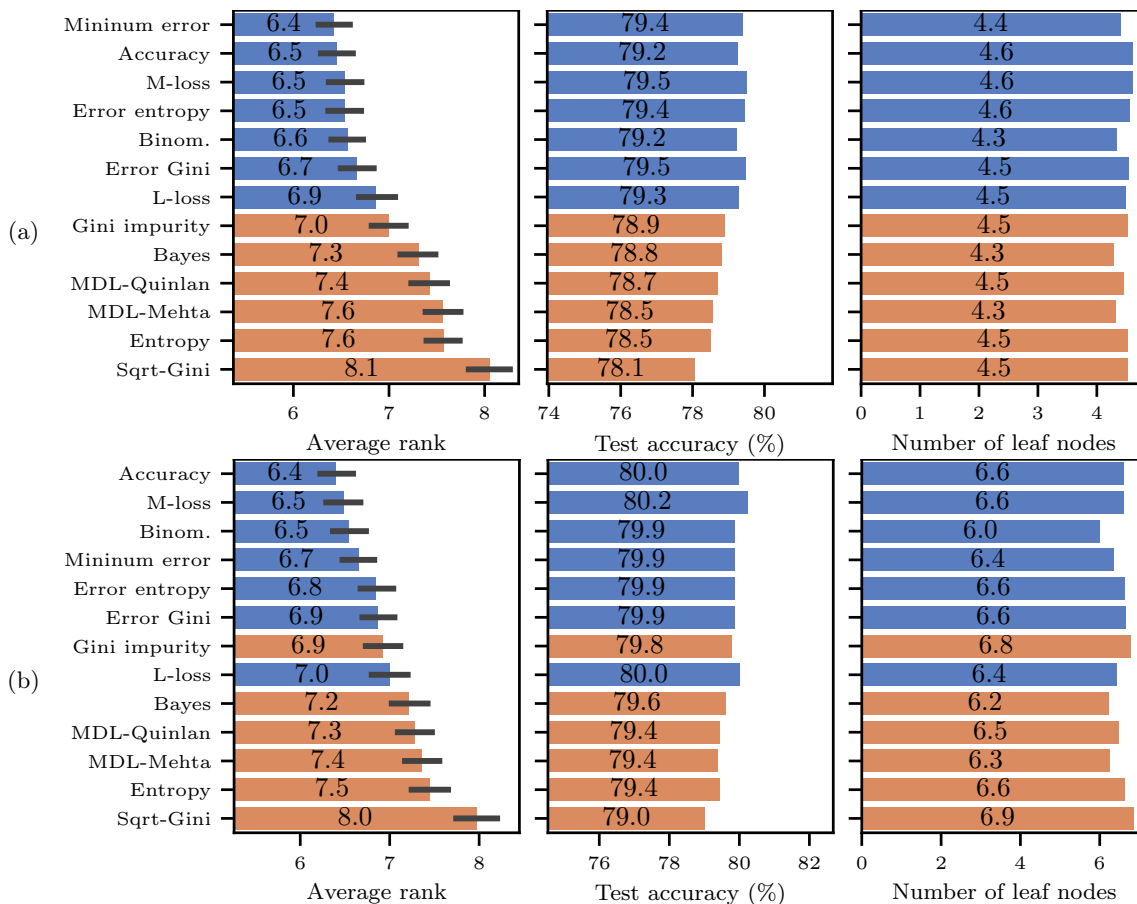 (a)
Mininum error 6.4 79.4 4.4
Accuracy 6.5 79.2 4.6
M-loss 6.5 79.5 4.6
Error entropy 6.5 79.4 4.6
Binom. 6.6 79.2 4.3
Error Gini 6.7 79.5 4.5
L-loss 6.9 79.3 4.5
Gini impurity 7.0 78.9 4.5
Bayes 7.3 78.8 4.3
MDL-Quinlan 7.4 78.7 4.5
MDL-Mehta 7.6 78.5 4.3
Entropy 7.6 78.5 4.5
Sqrt-Gini 8.1 78.1 4.5
6 7 8 74 76 78 80 0 1 2 3 4
Average rank Test accuracy (%) Number of leaf nodes
(b)
Accuracy 6.4 80.0 6.6
M-loss 6.5 80.2 6.6
Binom. 6.5 79.9 6.0
Mininum error 6.7 79.9 6.4
Error entropy 6.8 79.9 6.6
Error Gini 6.9 79.9 6.6
Gini impurity 6.9 79.8 6.8
L-loss 7.0 80.0 6.4
Bayes 7.2 79.6 6.2
MDL-Quinlan 7.3 79.4 6.5
MDL-Mehta 7.4 79.4 6.3
Entropy 7.5 79.4 6.6
Sqrt-Gini 8.0 79.0 6.9
6 7 8 76 78 80 82 0 2 4 6
Average rank Test accuracy (%) Number of leaf nodes